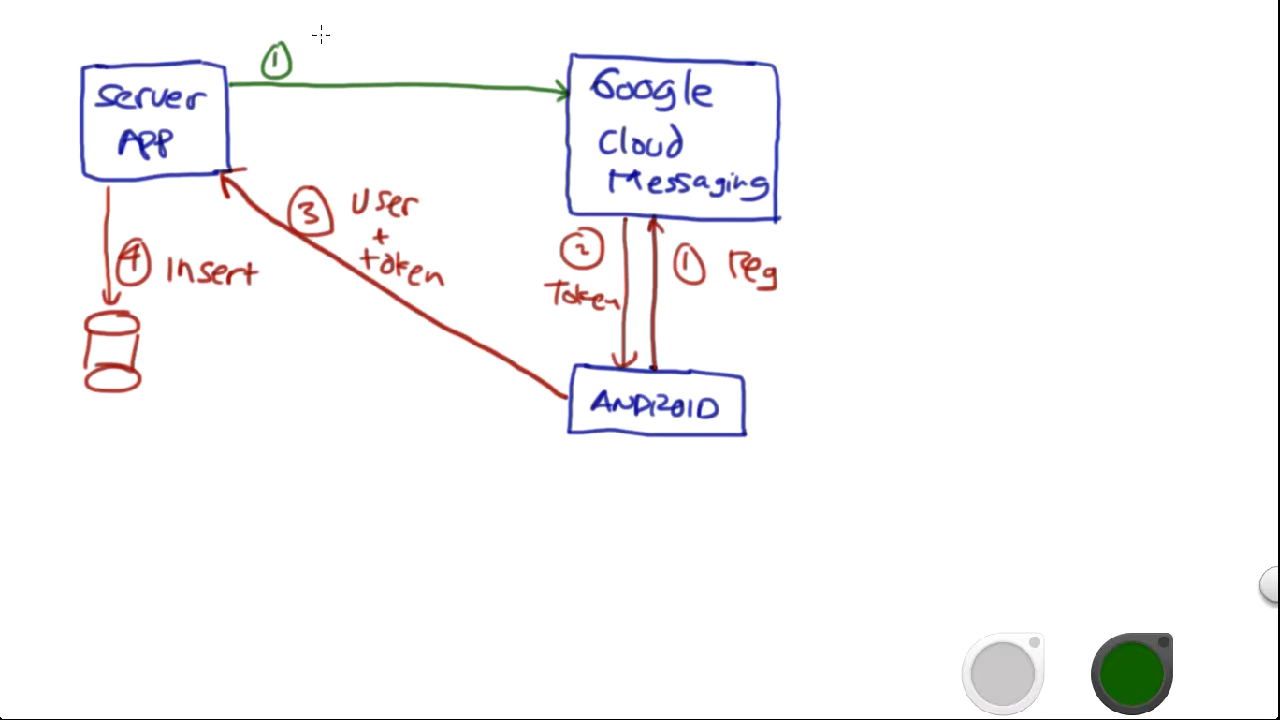 ①
Server
APP
Google
Cloud
Messaging
③ User
+
token
②
Token
① Reg
④ Insert
ANDROID